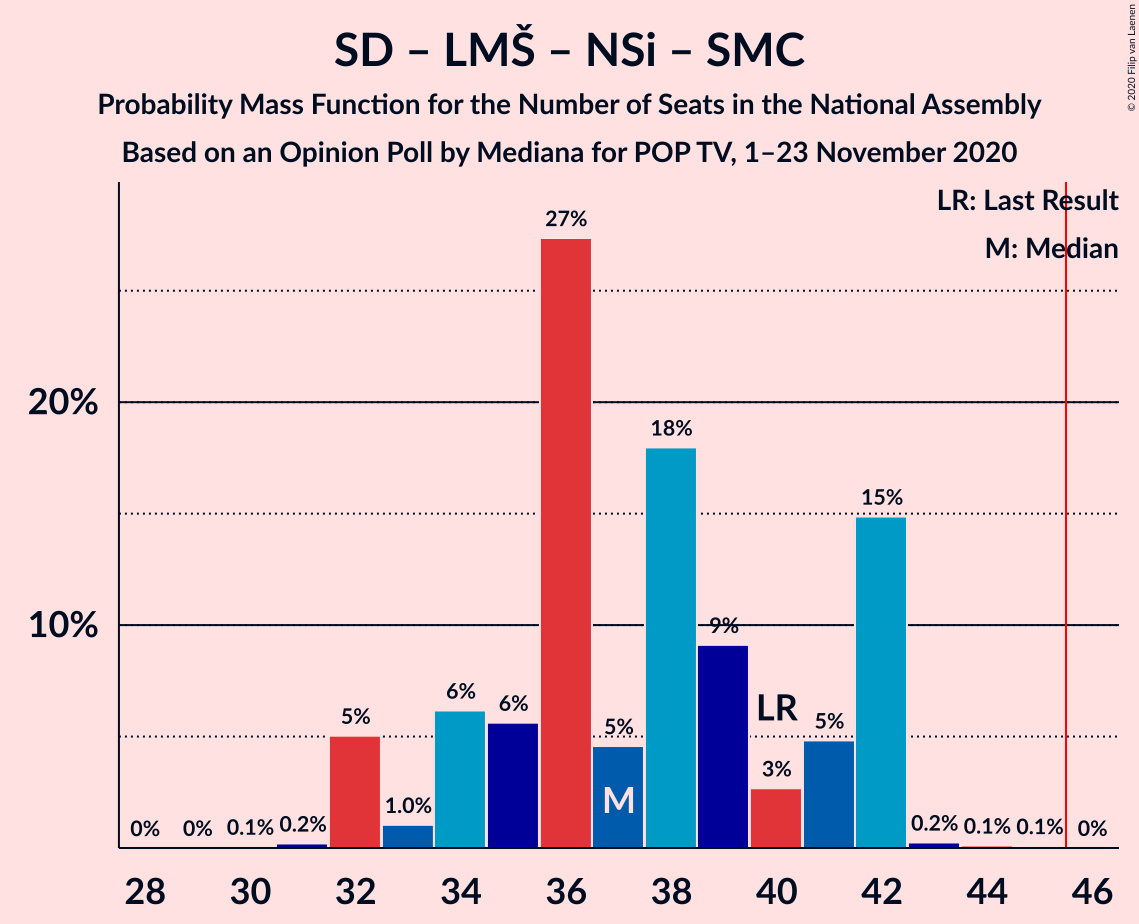 SD – LMŠ – NSi – SMC
Probability Mass Function for the Number of Seats in the National Assembly
Based on an Opinion Poll by Mediana for POP TV, 1–23 November 2020
© 2020 Filip van Laenen
LR: Last Result
M: Median
20%
10%
0%
0%
0.1%
0.2%
5%
1.0%
6%
6%
27%
5%
M
18%
9%
LR
3%
5%
15%
0.2%
0.1%
0.1%
0%
28 30 32 34 36 38 40 42 44 46